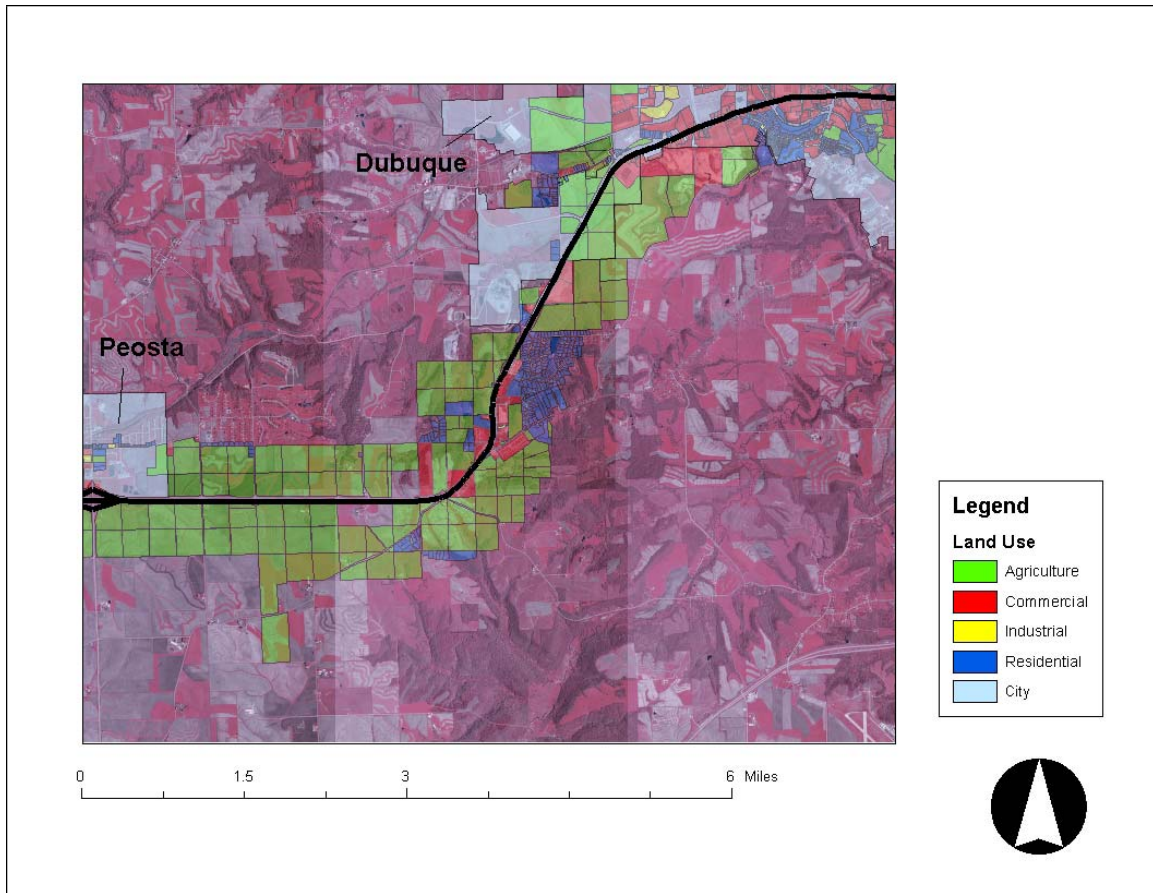 Dubuque
Peosta
Legend
Land Use
Agriculture
Commercial
Industrial
Residential
City
0 1.5 3 6 Miles